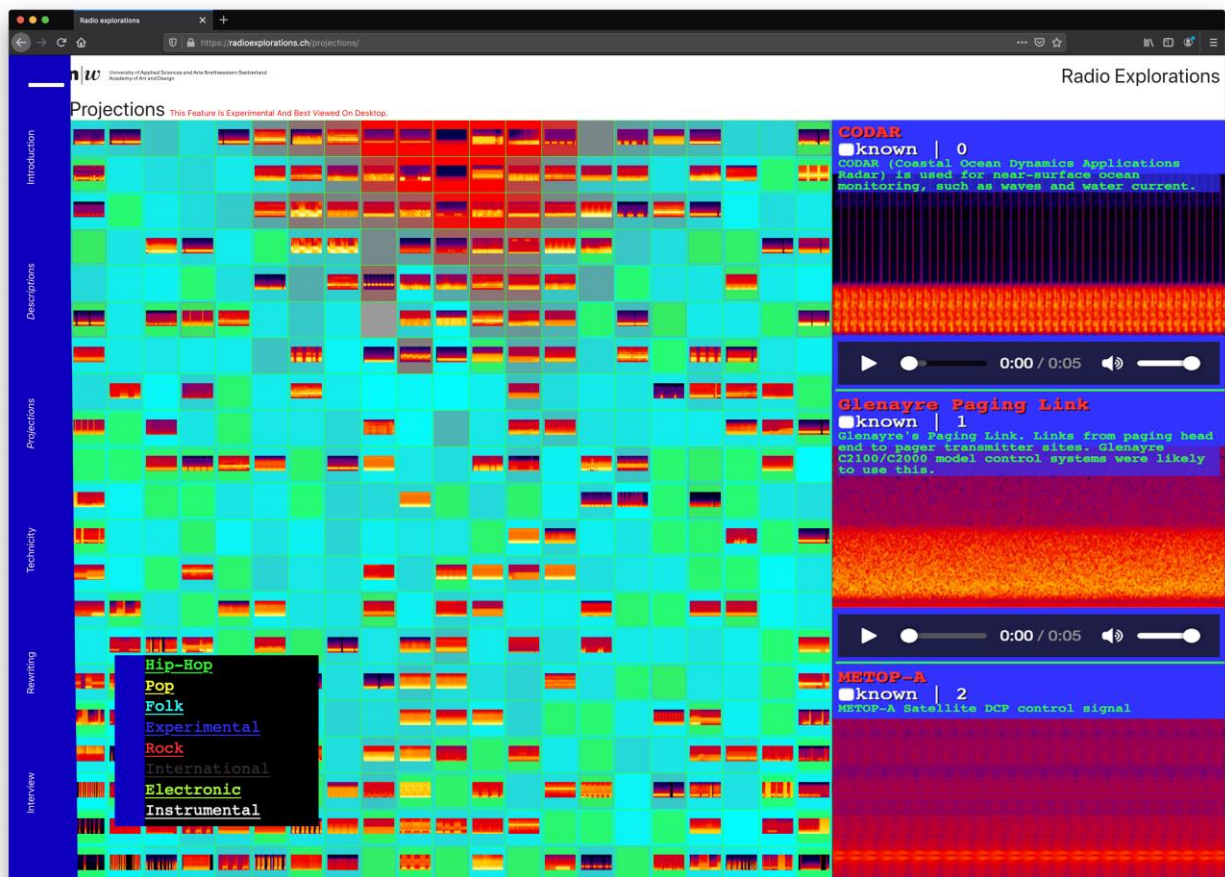 Radio explorations
https://radioexplorations.ch/projections/
n|w University of Applied Sciences and Arts Northwestern Switzerland
Academy of Art and Design
Radio Explorations
Projections This Feature Is Experimental And Best Viewed On Desktop.
Introduction
Descriptions
Projections
Technicity
Rewriting
Interview
Hip-Hop
Pop
Folk
Experimental
Rock
International
Electronic
Instrumental
CODAR
known | 0
CODAR (Coastal Ocean Dynamics Applications
Radar) is used for near-surface ocean
monitoring, such as waves and water current.
0:00 / 0:05
Glenayre Paging Link
known | 1
Glenayre's Paging Link. Links from paging head
end to pager transmitter sites. Glenayre
C2100/C2000 model control systems were likely
to use this.
0:00 / 0:05
METOP-A
known | 2
METOP-A Satellite DCP control signal